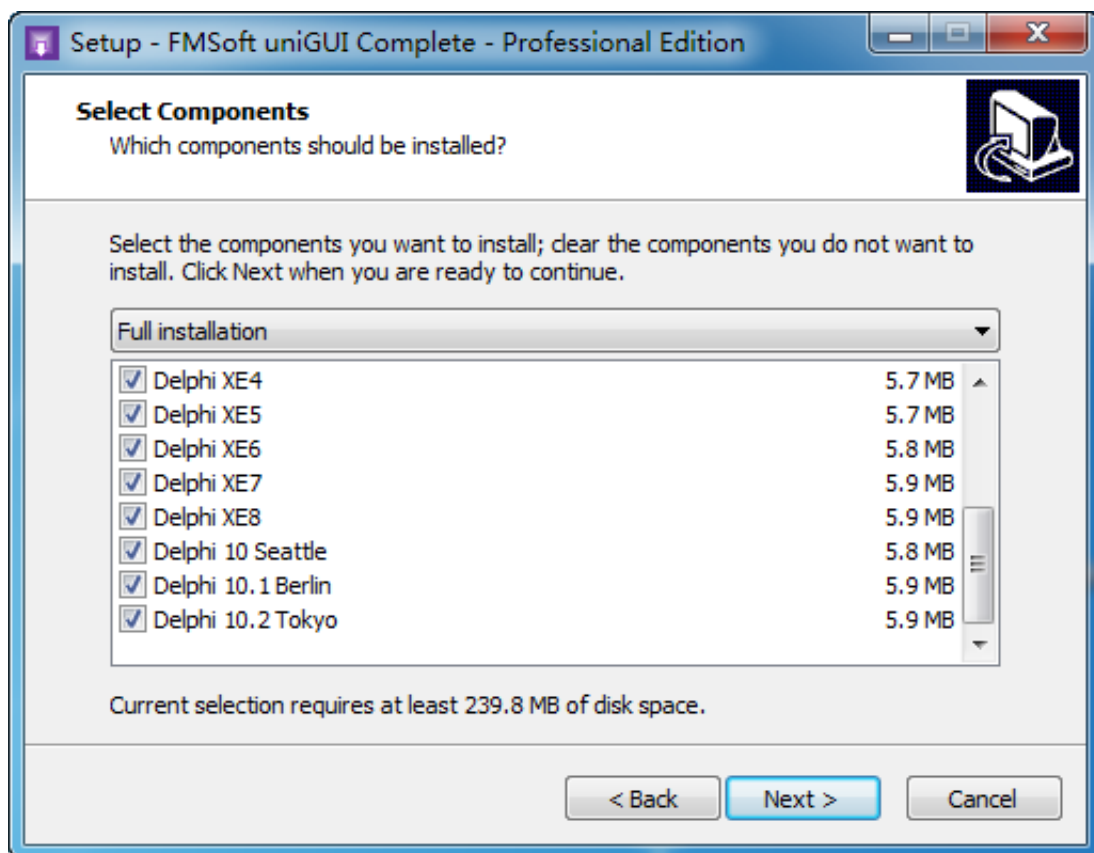 Setup - FMSoft uniGUI Complete - Professional Edition
Select Components
Which components should be installed?
Select the components you want to install; clear the components you do not want to
install. Click Next when you are ready to continue.
Full installation
Delphi XE4 5.7 MB
Delphi XE5 5.7 MB
Delphi XE6 5.8 MB
Delphi XE7 5.9 MB
Delphi XE8 5.9 MB
Delphi 10 Seattle 5.8 MB
Delphi 10.1 Berlin 5.9 MB
Delphi 10.2 Tokyo 5.9 MB
Current selection requires at least 239.8 MB of disk space.
< Back Next > Cancel